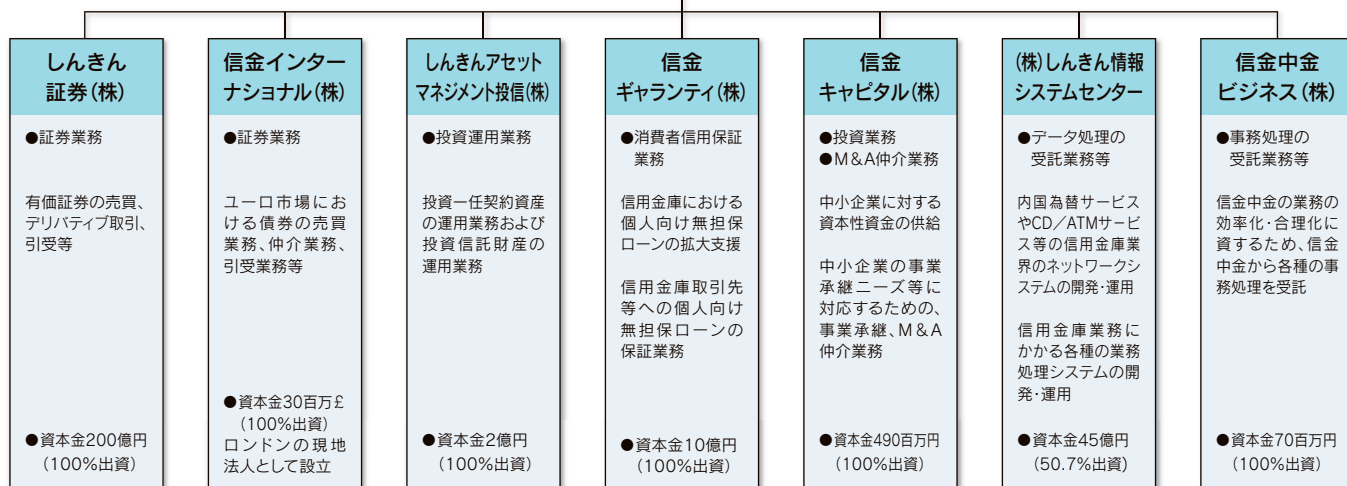 しんきん
証券(株)
●証券業務
有価証券の売買、
デリバティブ取引、
引受等
●資本金200億円
(100%出資)
信金インター
ナショナル(株)
●証券業務
ユーロ市場にお
ける債券の売買
業務、仲介業務、
引受業務等
●資本金30百万£
(100%出資)
ロンドンの現地
法人として設立
しんきんアセット
マネジメント投信(株)
●投資運用業務
投資一任契約資産
の運用業務および
投資信託財産の
運用業務
●資本金2億円
(100%出資)
信金
ギャランティ(株)
●消費者信用保証
業務
信用金庫における
個人向け無担保
ローンの拡大支援
信用金庫取引先
等への個人向け
無担保ローンの
保証業務
●資本金10億円
(100%出資)
信金
キャピタル(株)
●投資業務
●M&A仲介業務
中小企業に対する
資本性資金の供給
中小企業の事業
承継ニーズ等に
対応するための、
事業承継、M&A
仲介業務
●資本金490百万円
(100%出資)
(株)しんきん情報
システムセンター
●データ処理の
受託業務等
内国為替サービス
やCD/ATMサービ
ス等の信用金庫業
界のネットワークシ
ステムの開発・運用
信用金庫業務に
かかる各種の業務
処理システムの開
発・運用
●資本金45億円
(50.7%出資)
信金中金
ビジネス(株)
●事務処理の
受託業務等
信金中金の業務の
効率化・合理化に
資するため、信金
中金から各種の事
務処理を受託
●資本金70百万円
(100%出資)